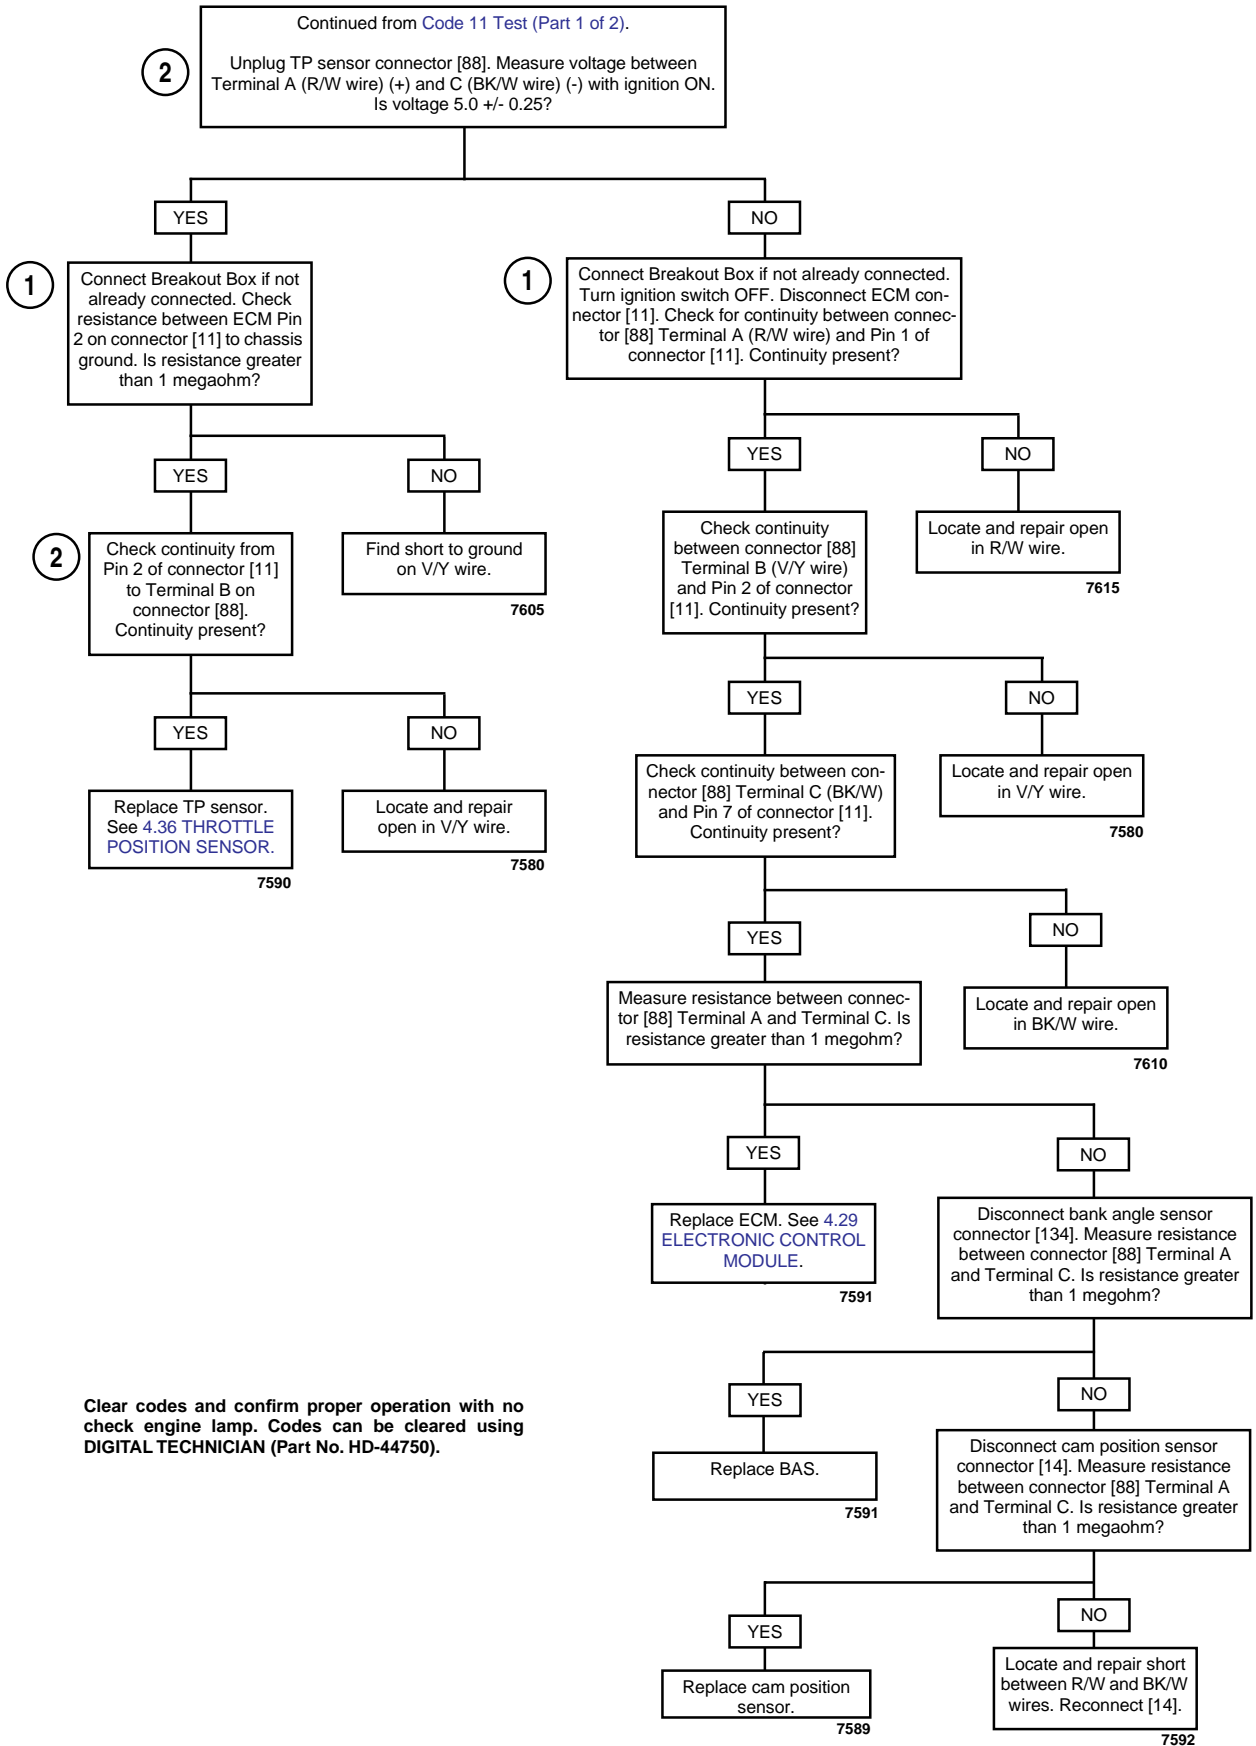 Continued from Code 11 Test (Part 1 of 2).
2
Unplug TP sensor connector [88]. Measure voltage between
Terminal A (R/W wire) (+) and C (BK/W wire) (-) with ignition ON.
Is voltage 5.0 +/- 0.25?
YES
NO
1
Connect Breakout Box if not
already connected. Check
resistance between ECM Pin
2 on connector [11] to chassis
ground. Is resistance greater
than 1 megaohm?
1
Connect Breakout Box if not already connected.
Turn ignition switch OFF. Disconnect ECM con-
nector [11]. Check for continuity between connec-
tor [88] Terminal A (R/W wire) and Pin 1 of
connector [11]. Continuity present?
YES
NO
YES
NO
2
Check continuity from
Pin 2 of connector [11]
to Terminal B on
connector [88].
Continuity present?
Find short to ground
on V/Y wire.
7605
Check continuity
between connector [88]
Terminal B (V/Y wire)
and Pin 2 of connector
[11]. Continuity present?
Locate and repair open
in R/W wire.
7615
YES
NO
YES
NO
Replace TP sensor.
See 4.36 THROTTLE
POSITION SENSOR.
7590
Locate and repair
open in V/Y wire.
7580
Check continuity between con-
nector [88] Terminal C (BK/W)
and Pin 7 of connector [11].
Continuity present?
Locate and repair open
in V/Y wire.
7580
YES
NO
Measure resistance between connec-
tor [88] Terminal A and Terminal C. Is
resistance greater than 1 megohm?
Locate and repair open
in BK/W wire.
7610
YES
NO
Replace ECM. See 4.29
ELECTRONIC CONTROL
MODULE.
7591
Disconnect bank angle sensor
connector [134]. Measure resistance
between connector [88] Terminal A
and Terminal C. Is resistance greater
than 1 megohm?
YES
NO
Clear codes and confirm proper operation with no
check engine lamp. Codes can be cleared using
DIGITAL TECHNICIAN (Part No. HD-44750).
Replace BAS.
7591
Disconnect cam position sensor
connector [14]. Measure resistance
between connector [88] Terminal A
and Terminal C. Is resistance greater
than 1 megaohm?
YES
NO
Replace cam position
sensor.
7589
Locate and repair short
between R/W and BK/W
wires. Reconnect [14].
7592